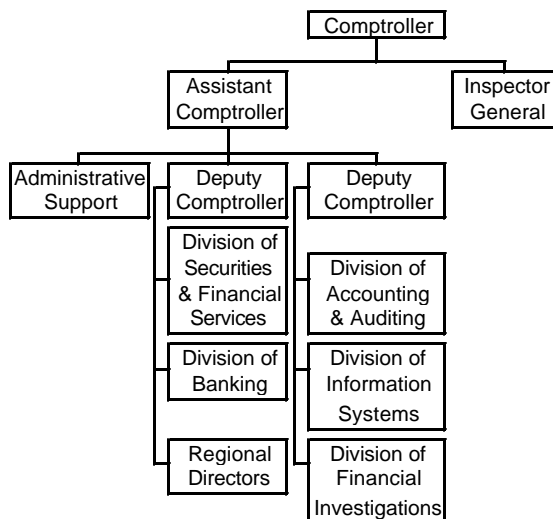 Comptroller
Assistant
Comptroller
Inspector
General
Administrative
Support
Deputy
Comptroller
Deputy
Comptroller
Division of
Securities
& Financial
Services
Division of
Accounting
& Auditing
Division of
Banking
Division of
Information
Systems
Regional
Directors
Division of
Financial
Investigations